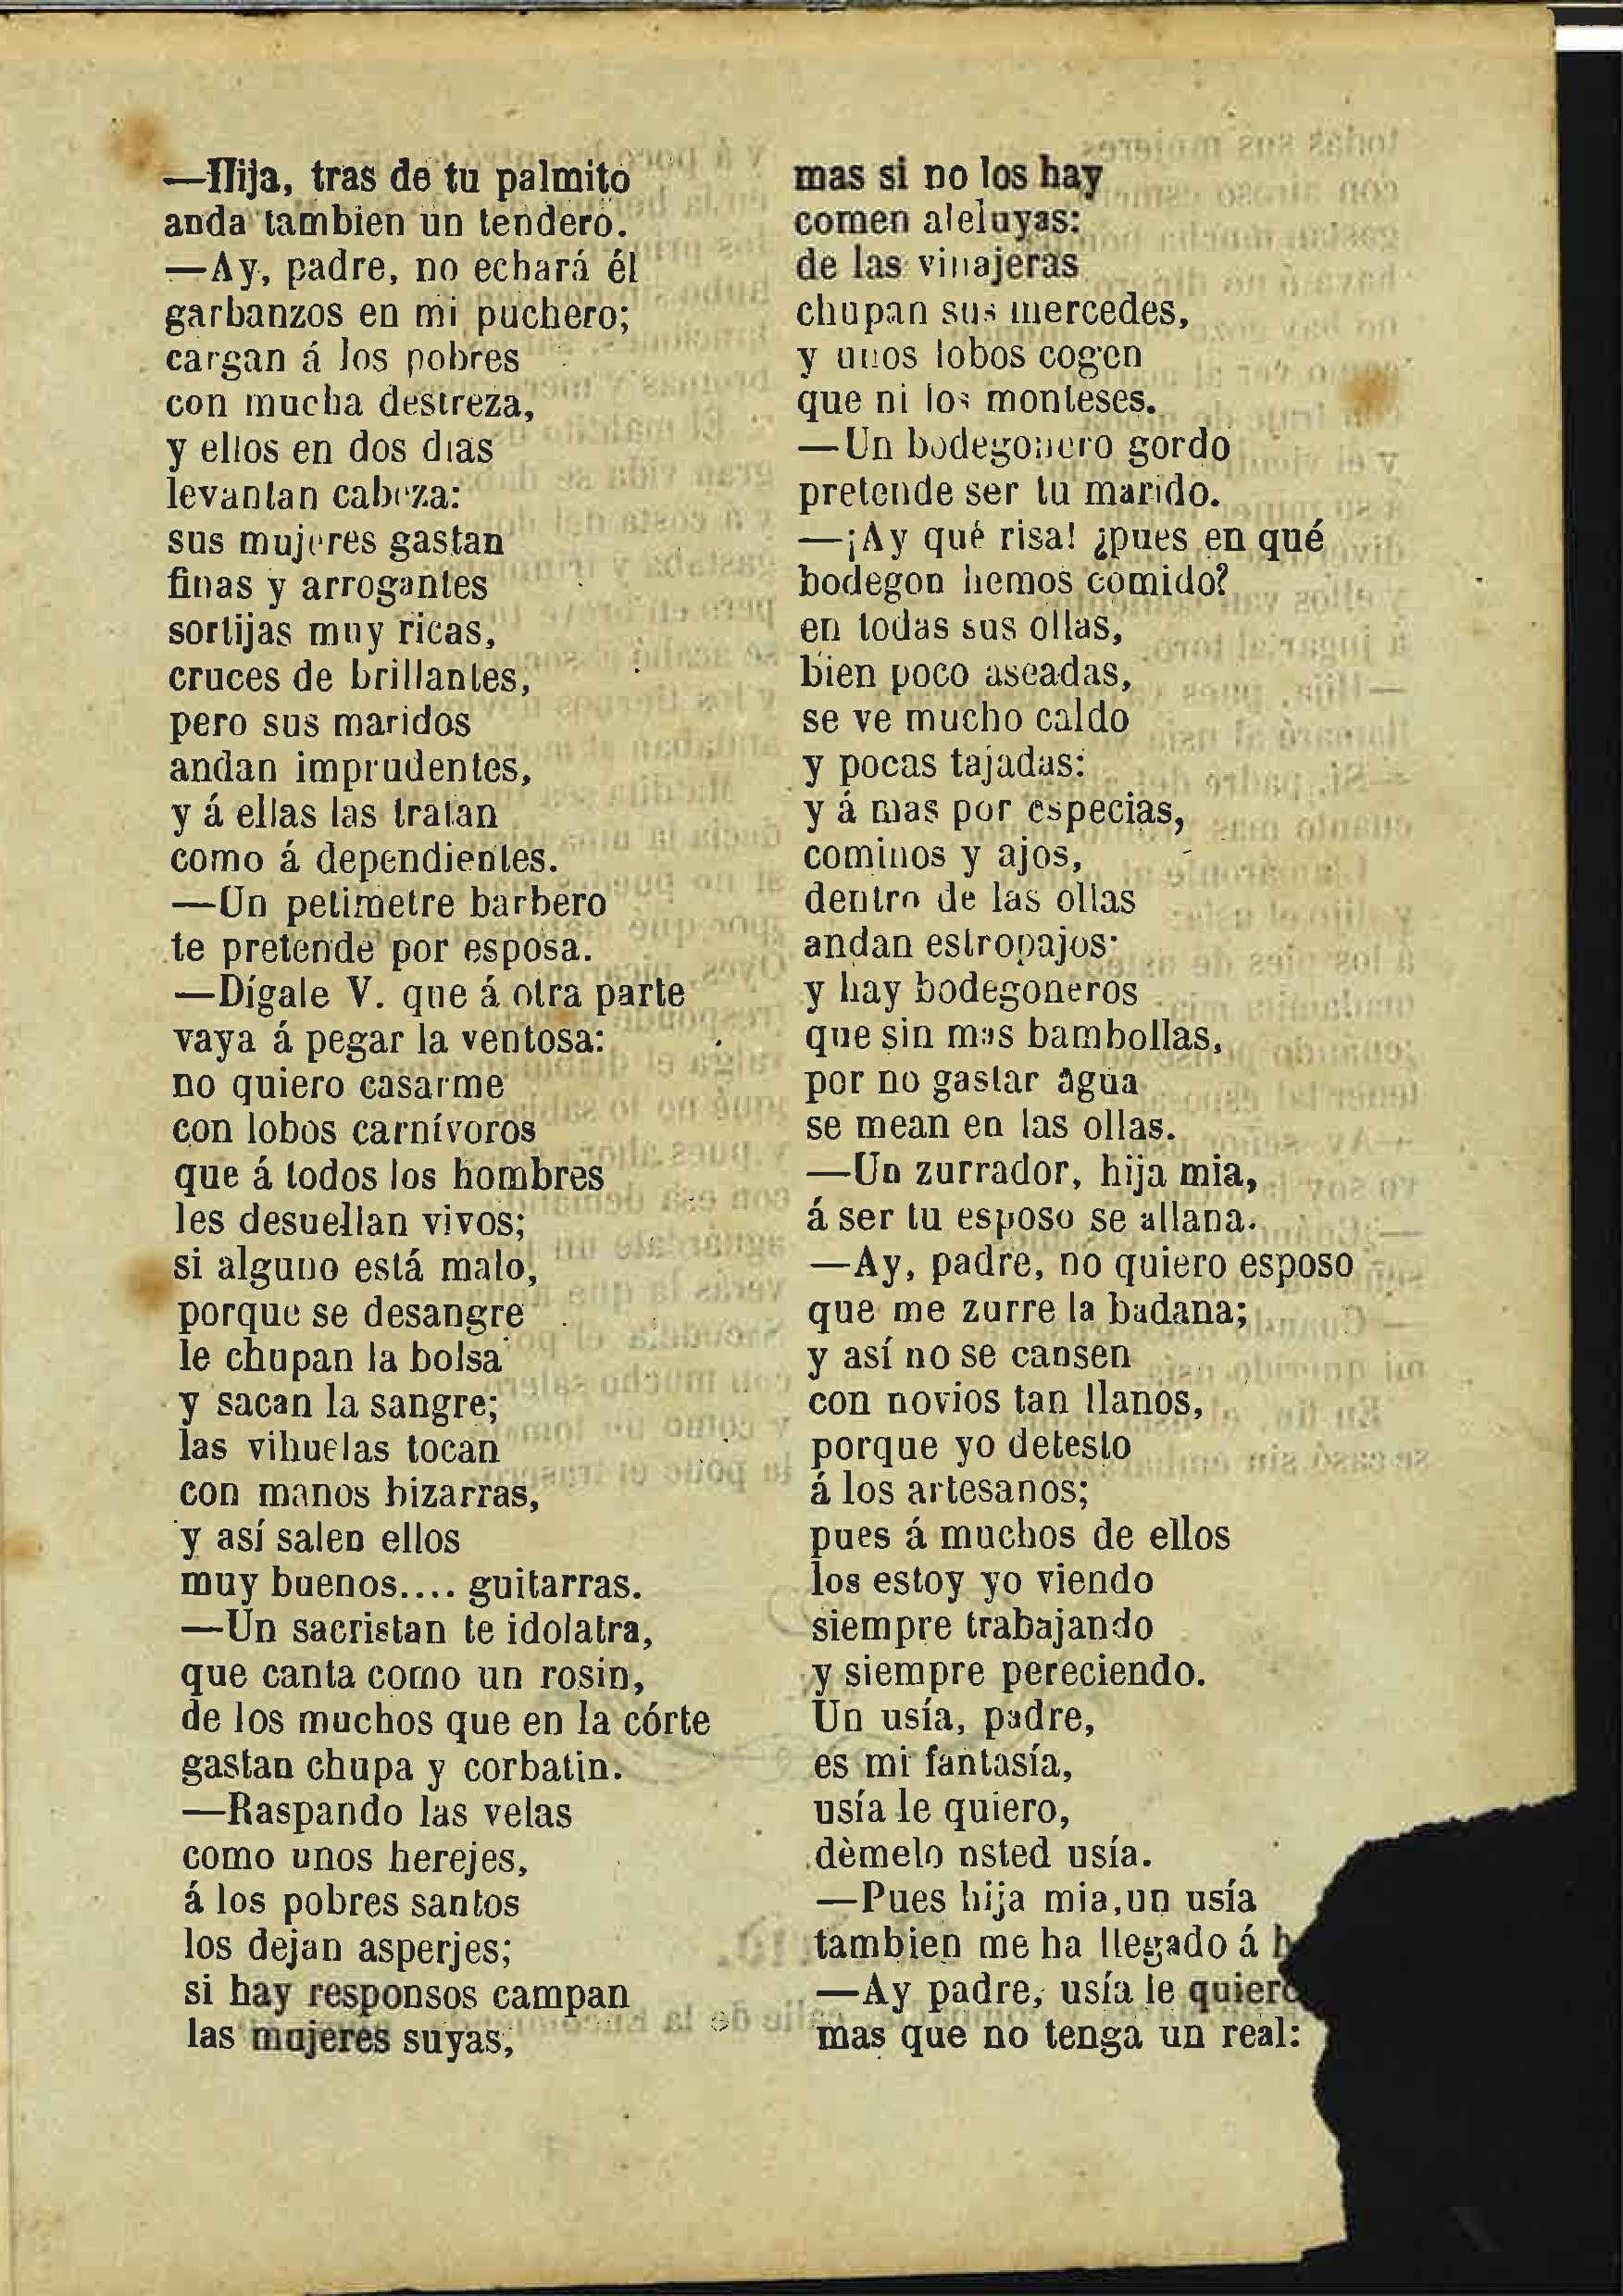 —Hija, tras de tu palmito
anda tambien un tendero.
—Ay, padre, no echará él
garbanzos en mi puchero;
cargan á los pobres
con mucha destreza,
y ellos en dos dias
levantan cabeza:
sus mujeres gastan
finas y arrogantes
sortijas muy ricas,
cruces de brillantes,
pero sus maridos
andan imprudentes,
y á ellas las tratan
como á dependientes.
—Un petimetre barbero
te pretende por esposa.
—Dígale V. que á otra parte
vaya á pegar la ventosa:
no quiero casarme
con lobos carnívoros
que á todos los hombres
les desuellan vivos;
si alguno está malo,
porque se desangre
le chupan la bolsa
y sacan la sangre;
las vihuelas tocan
con manos bizarras,
y así salen ellos
muy buenos.... guitarras.
—Un sacristan te idolatra,
que canta como un rosin,
de los muchos que en la córte
gastan chupa y corbatin.
—Raspando las velas
como unos herejes,
á los pobres santos
los dejan asperjes;
si hay responsos campan
las mujeres suyas,
mas si no los hay
comen aleluyas:
de las vinajeras
chupan sus mercedes,
y unos lobos cogen
que ni los monteses.
—Un bodegonero gordo
pretende ser tu marido.
—¡Ay qué risa! ¿pues en qué
bodegon hemos comido?
en todas sus ollas,
bien poco aseadas,
se ve mucho caldo
y pocas tajadas:
y á mas por especias,
cominos y ajos,
dentro de las ollas
andan estropajos:
y hay bodegoneros
que sin mas bambollas,
por no gastar agua
se mean en las ollas.
—Un zurrador, hija mia,
á ser tu esposo se allana.
—Ay, padre, no quiero esposo
que me zurre la badana;
y así no se cansen
con novios tan llanos,
porque yo detesto
á los artesanos;
pues á muchos de ellos
los estoy yo viendo
siempre trabajando
y siempre pereciendo.
Un usía, padre,
es mi fantasía,
usía le quiero,
dèmelo usted usía.
—Pues hija mia, un usía
tambien me ha llegado á
—Ay padre, usía le quiero
mas que no tenga un real: